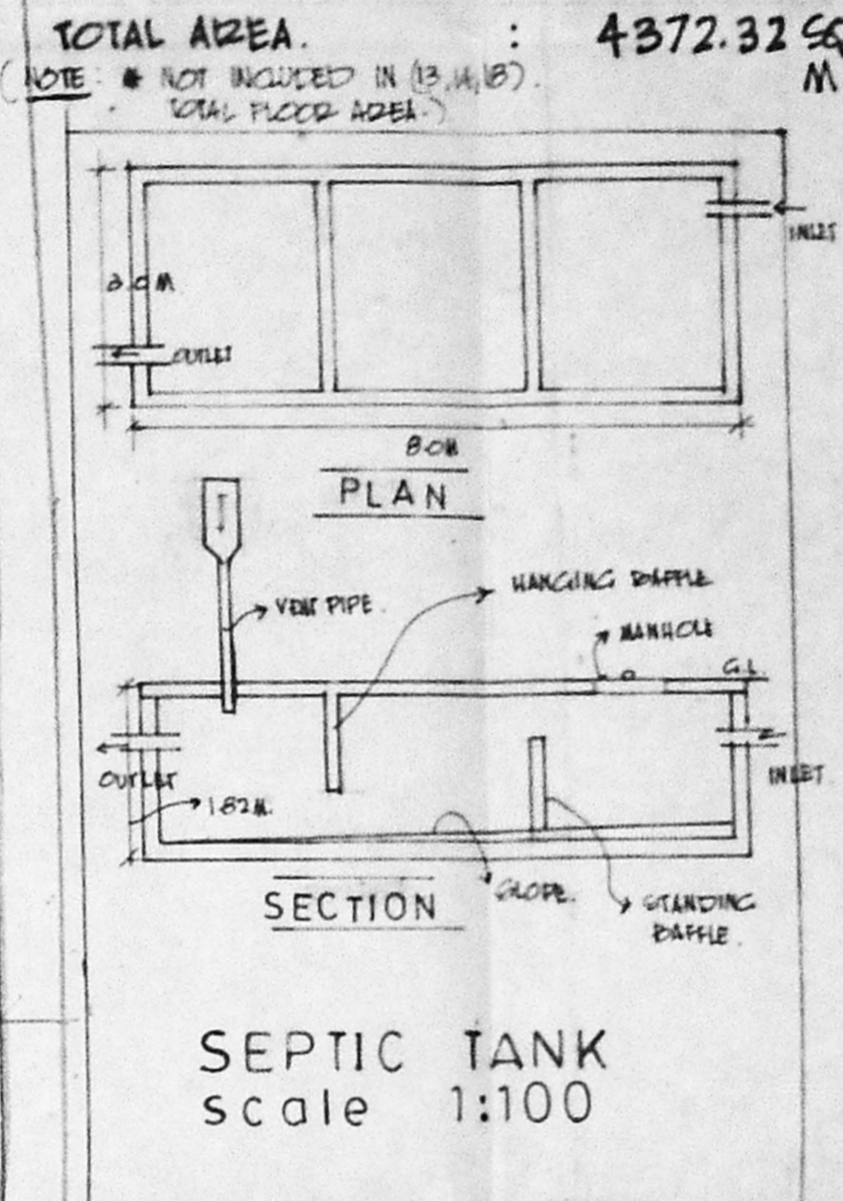 TOTAL AREA. : 4372.32 SQ
M
(NOTE: * NOT INCLUDED IN (13,14,18).
TOTAL FLOOR AREA.)
INLET
3.0 M
OUTLET
8.0M
PLAN
HANGING BAFFLE
VENT PIPE.
MANHOLE
G.L.
OUTLET
INLET
1.82M.
SLOPE.
SECTION
STANDING
BAFFLE.
SEPTIC TANK
scale 1:100